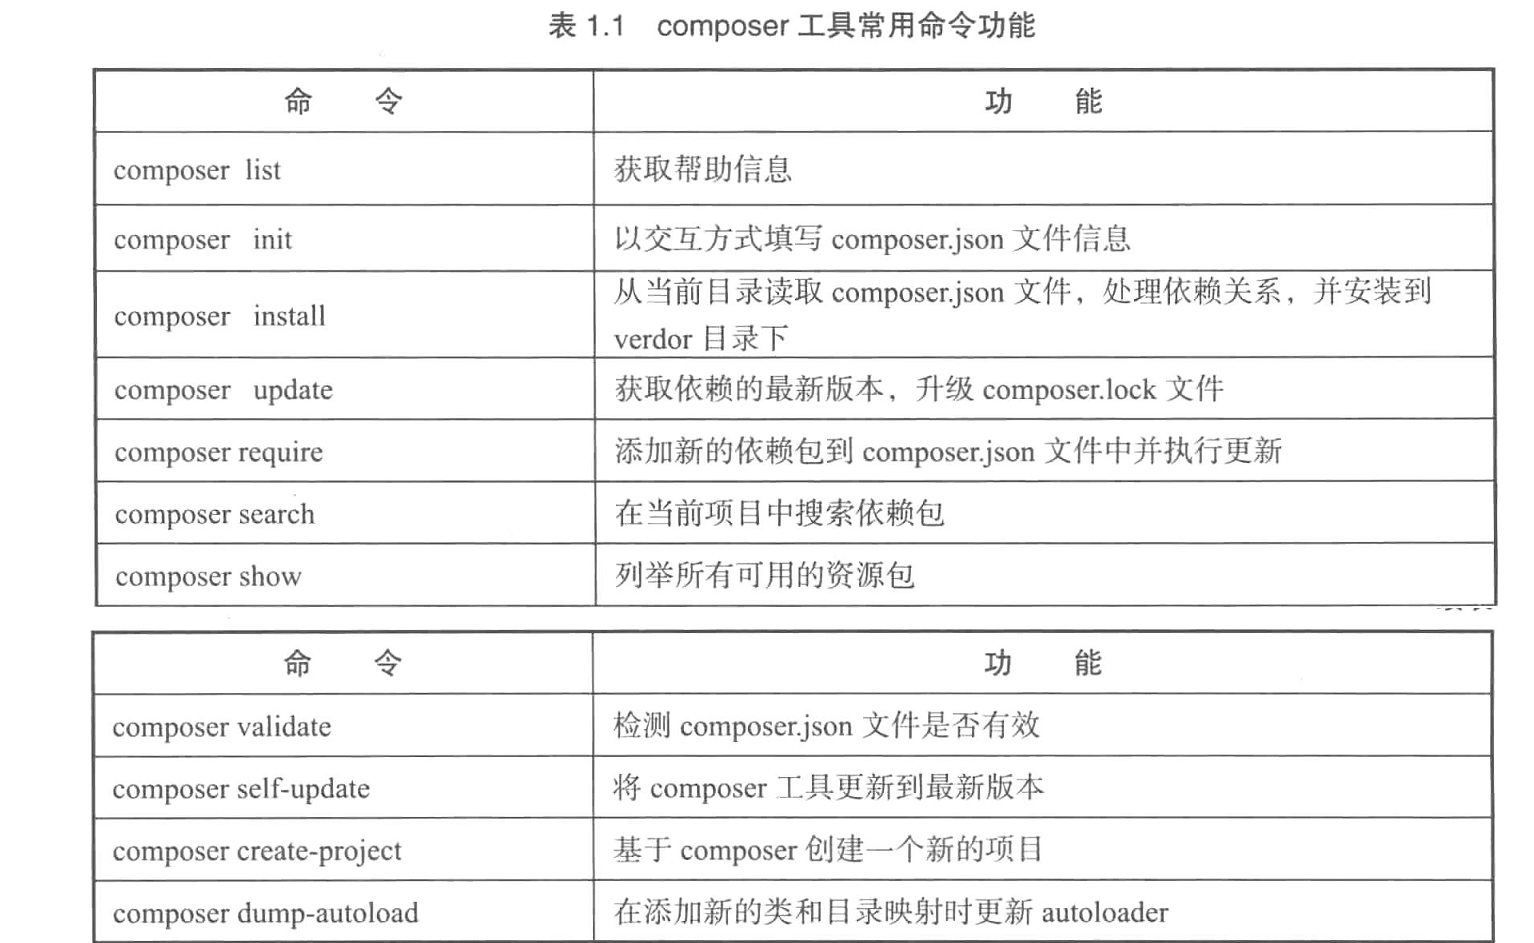 表 1.1 composer 工具常用命令功能
命 令 功 能
composer list 获取帮助信息
composer init 以交互方式填写 composer.json 文件信息
composer install 从当前目录读取 composer.json 文件，处理依赖关系，并安装到
verdor 目录下
composer update 获取依赖的最新版本，升级 composer.lock 文件
composer require 添加新的依赖包到 composer.json 文件中并执行更新
composer search 在当前项目中搜索依赖包
composer show 列举所有可用的资源包
命 令 功 能
composer validate 检测 composer.json 文件是否有效
composer self-update 将 composer 工具更新到最新版本
composer create-project 基于 composer 创建一个新的项目
composer dump-autoload 在添加新的类和目录映射时更新 autoloader